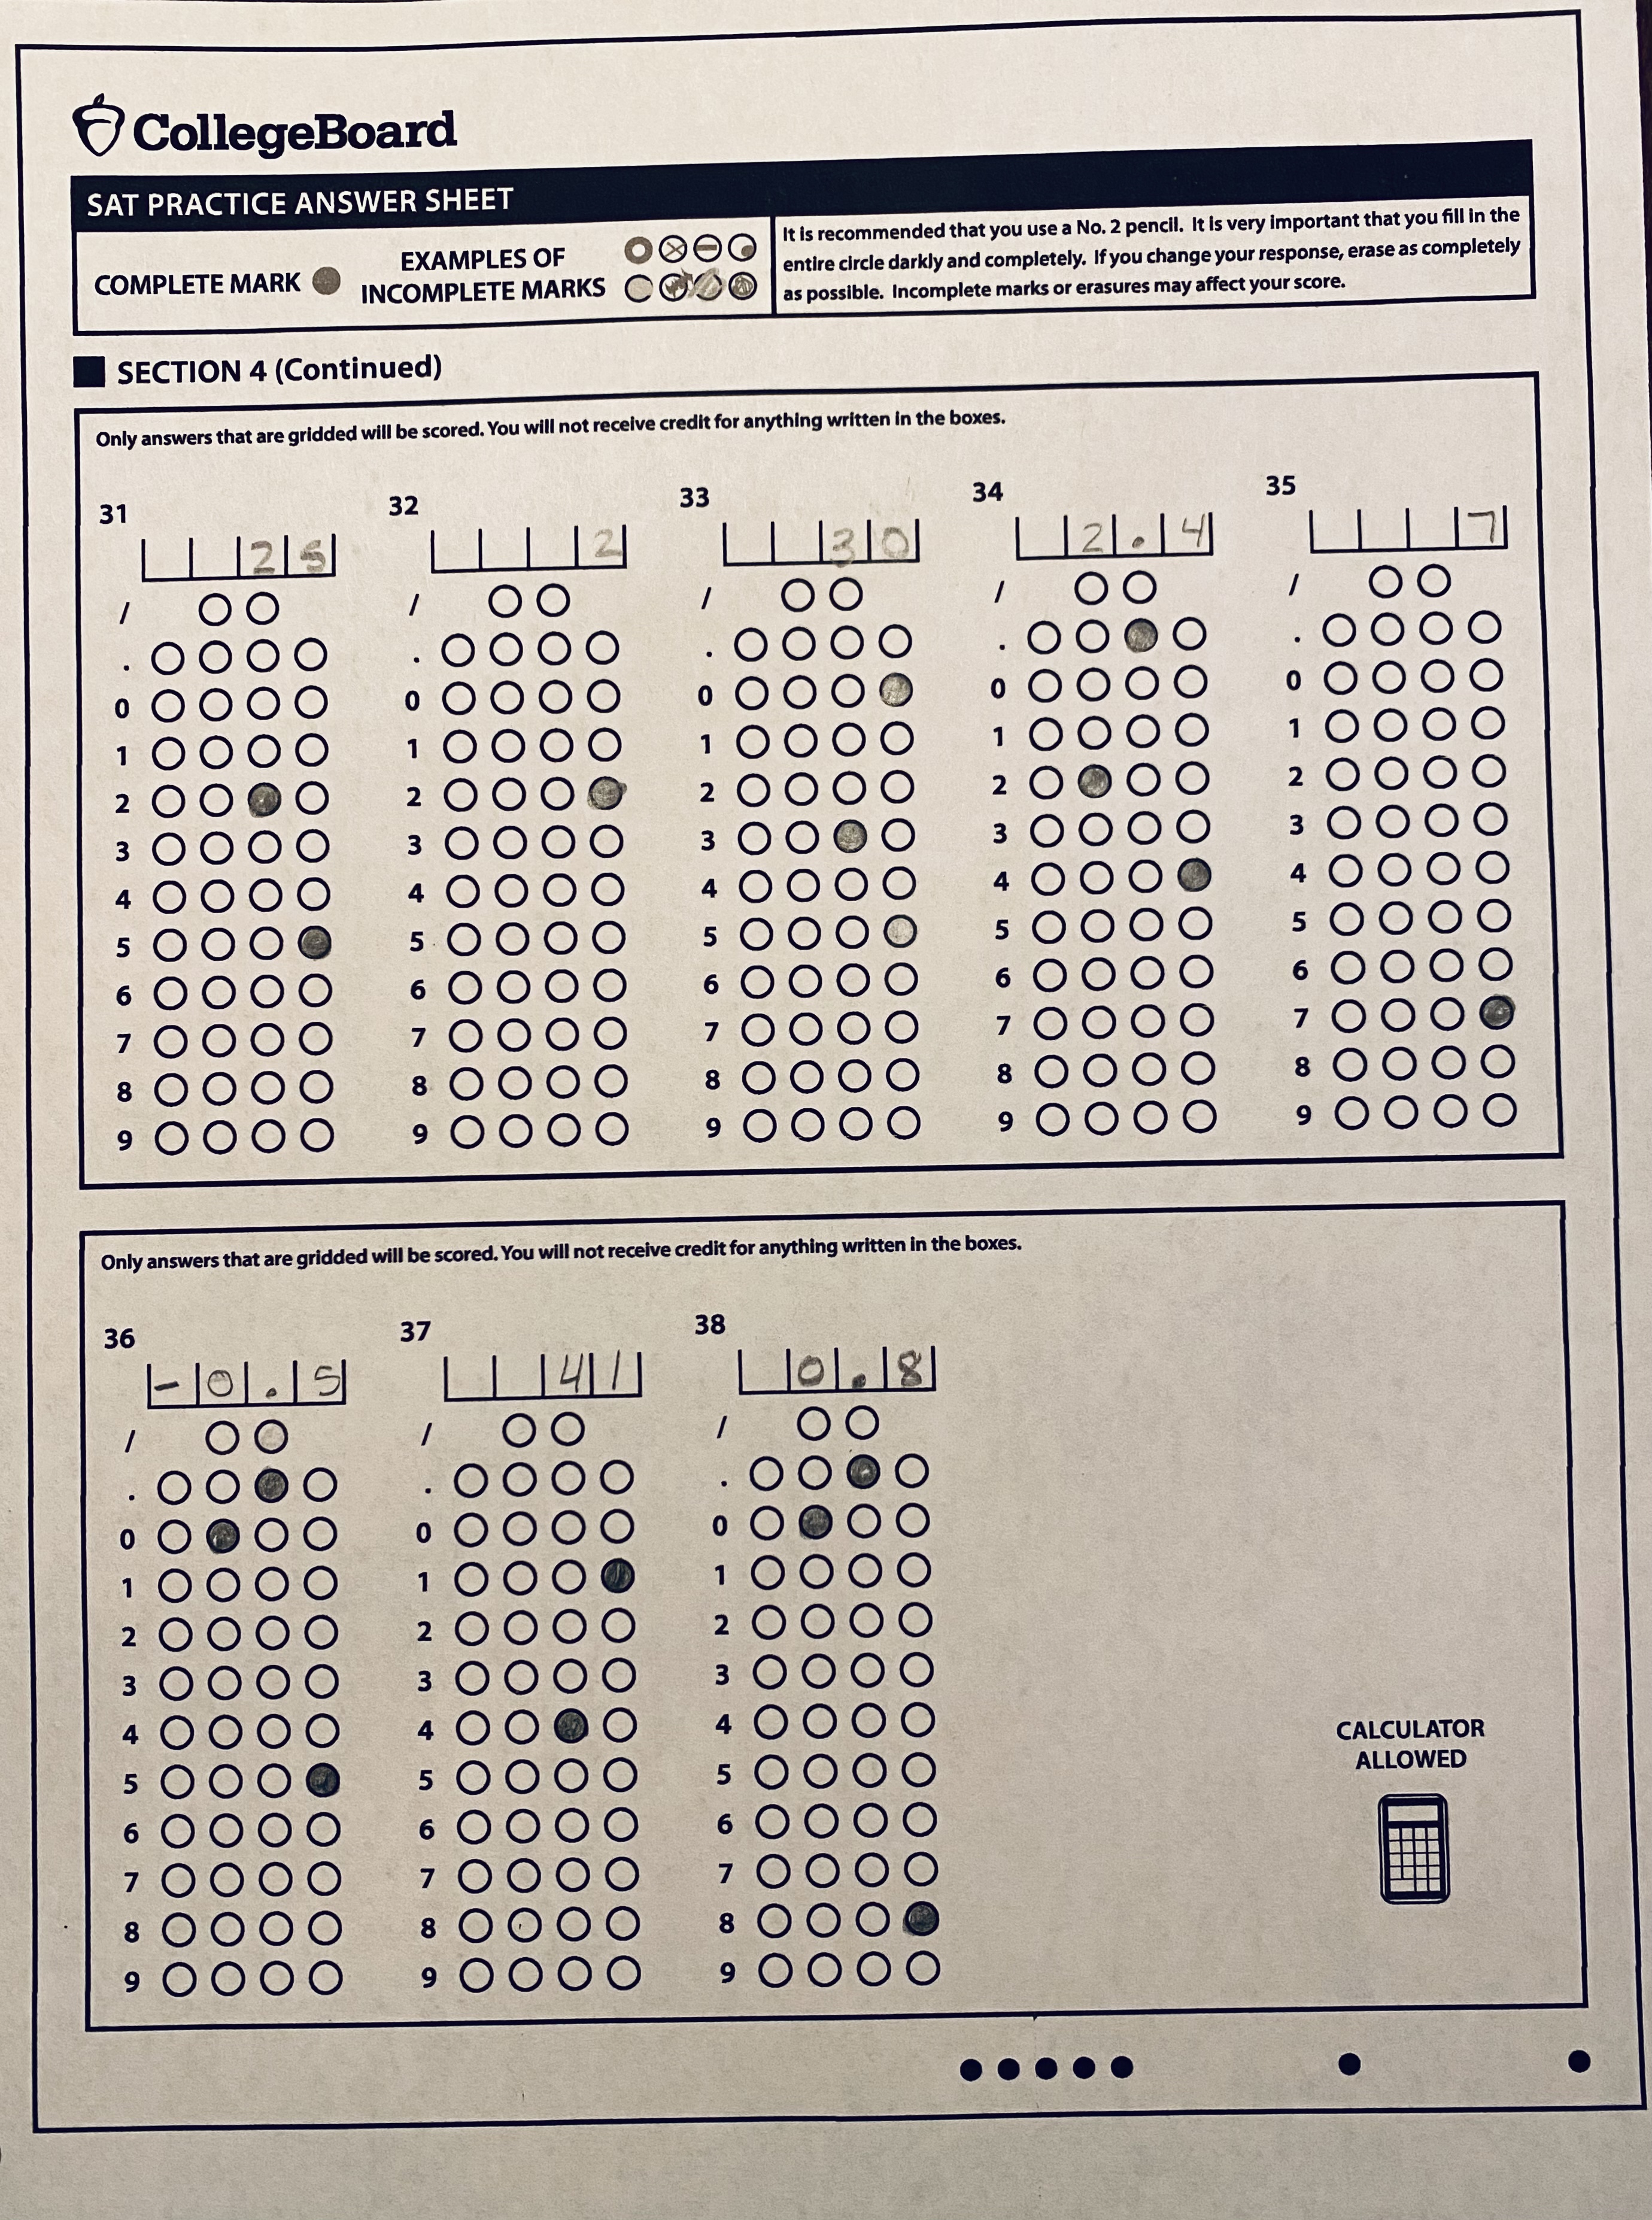 CollegeBoard
SAT PRACTICE ANSWER SHEET
COMPLETE MARK
EXAMPLES OF
INCOMPLETE MARKS
It is recommended that you use a No. 2 pencil. It is very important that you fill in the
entire circle darkly and completely. If you change your response, erase as completely
as possible. Incomplete marks or erasures may affect your score.
SECTION 4 (Continued)
Only answers that are gridded will be scored. You will not receive credit for anything written in the boxes.
31 32 33 34 35
25 2 30 2.4 7
/ / / / /
. . . . .
0 0 0 0 0
1 1 1 1 1
2 2 2 2 2
3 3 3 3 3
4 4 4 4 4
5 5 5 5 5
6 6 6 6 6
7 7 7 7 7
8 8 8 8 8
9 9 9 9 9
Only answers that are gridded will be scored. You will not receive credit for anything written in the boxes.
36 37 38
-0.5 41 0.8
/ / /
. . .
0 0 0
1 1 1
2 2 2
3 3 3
4 4 4
5 5 5
6 6 6
7 7 7
8 8 8
9 9 9
CALCULATOR
ALLOWED